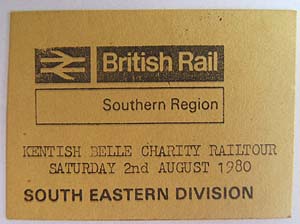 British Rail
Southern Region
KENTISH BELLE CHARITY RAILTOUR
SATURDAY 2nd AUGUST 1980
SOUTH EASTERN DIVISION